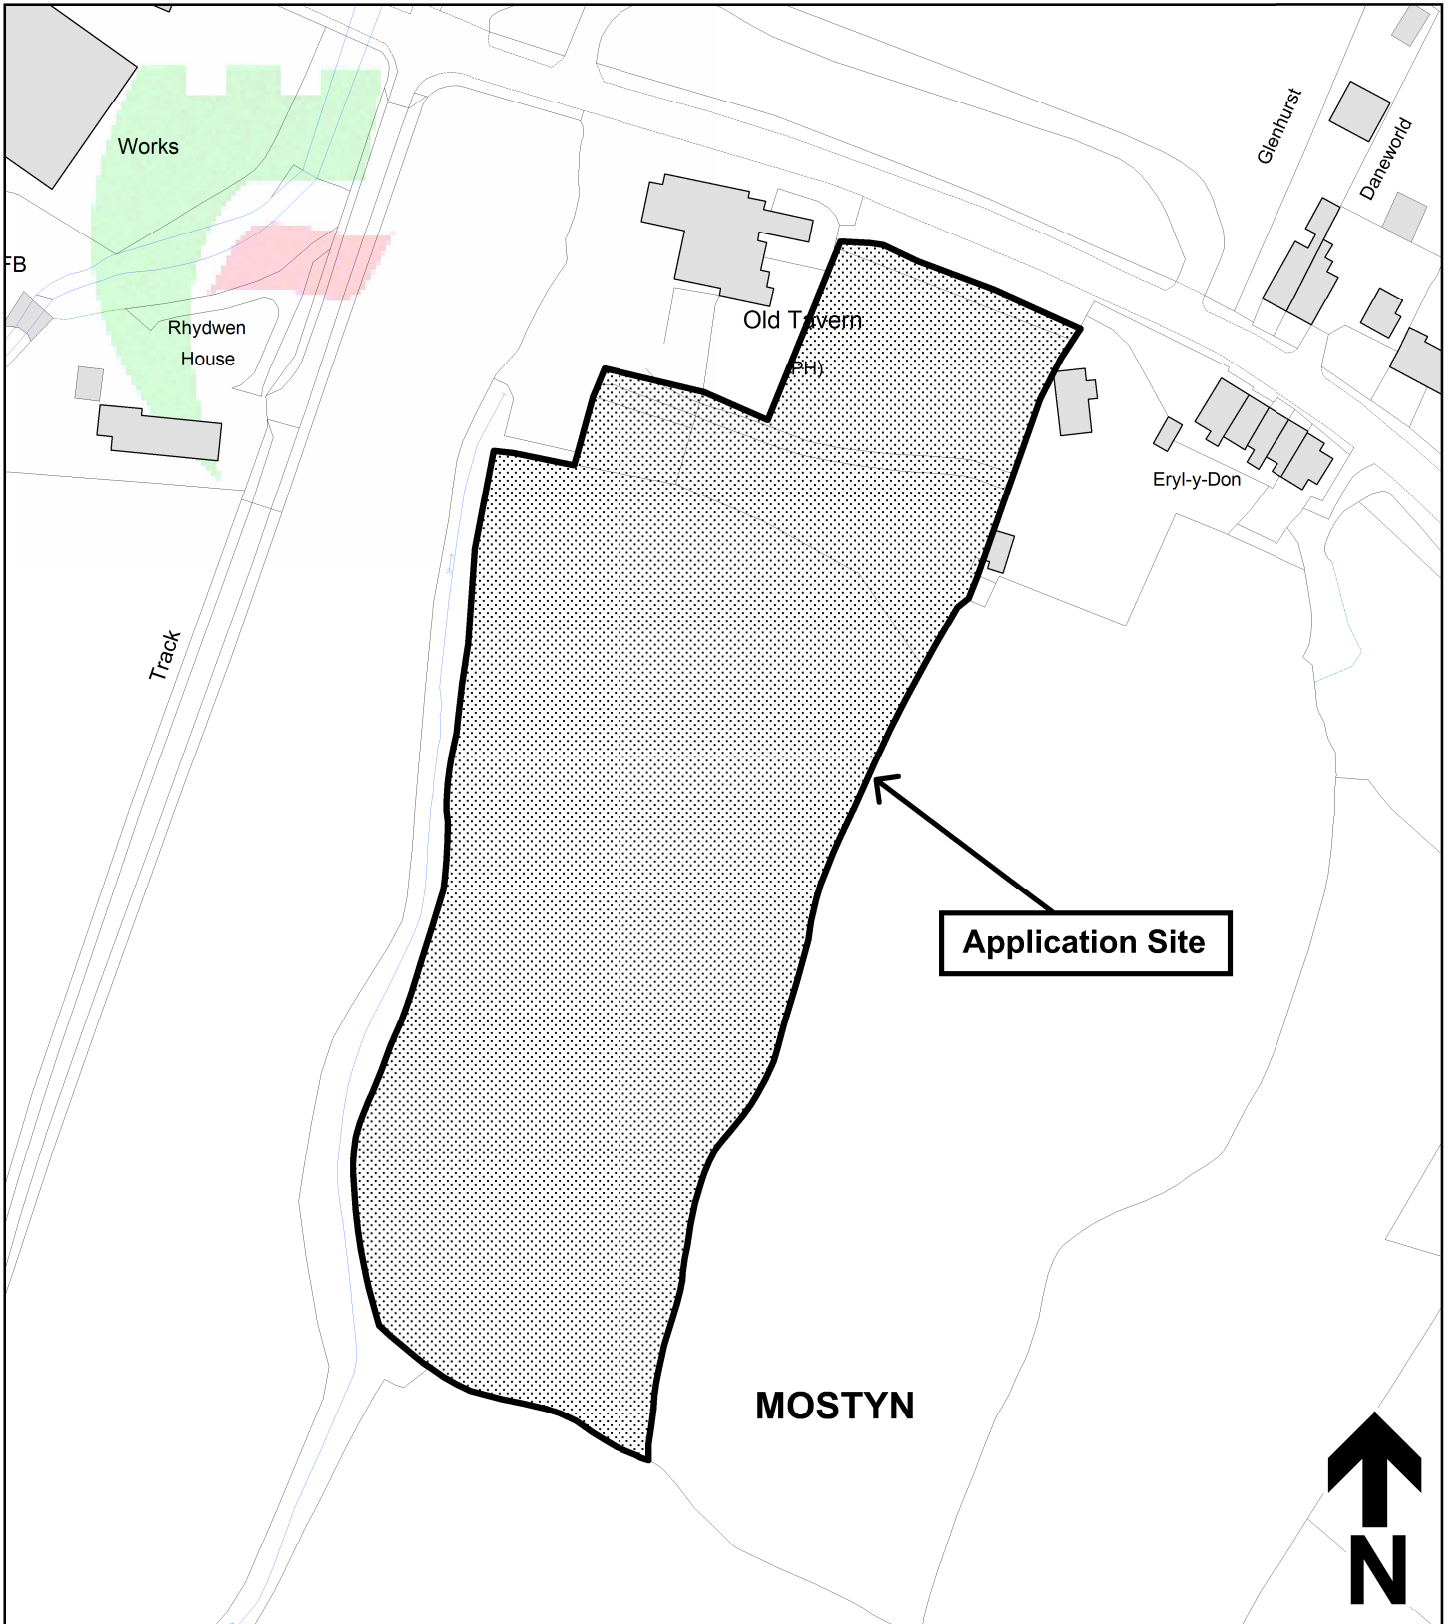 Works
Glenhurst
Daneworld
FB
Rhydwen
House
Old Tavern
(PH)
Eryl-y-Don
Track
Application Site
MOSTYN
N